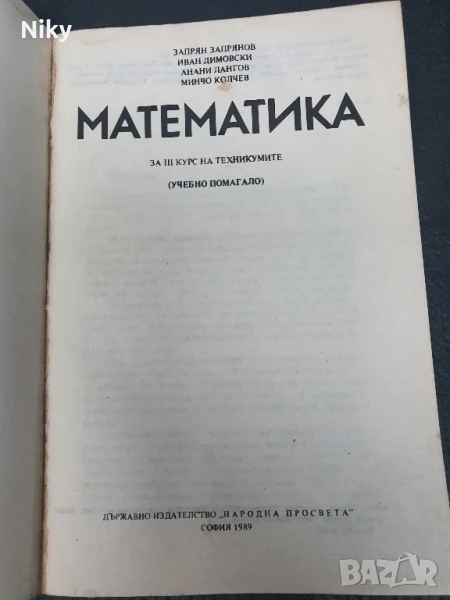 Niky
ЗАПРЯН ЗАПРЯНОВ
ИВАН ДИМОВСКИ
АНАНИ ЛАНГОВ
МИНЧО КОЛЧЕВ
МАТЕМАТИКА
ЗА III КУРС НА ТЕХНИКУМИТЕ
(УЧЕБНО ПОМАГАЛО)
ДЪРЖАВНО ИЗДАТЕЛСТВО „НАРОДНА ПРОСВЕТА“
СОФИЯ 1989
BAZAR